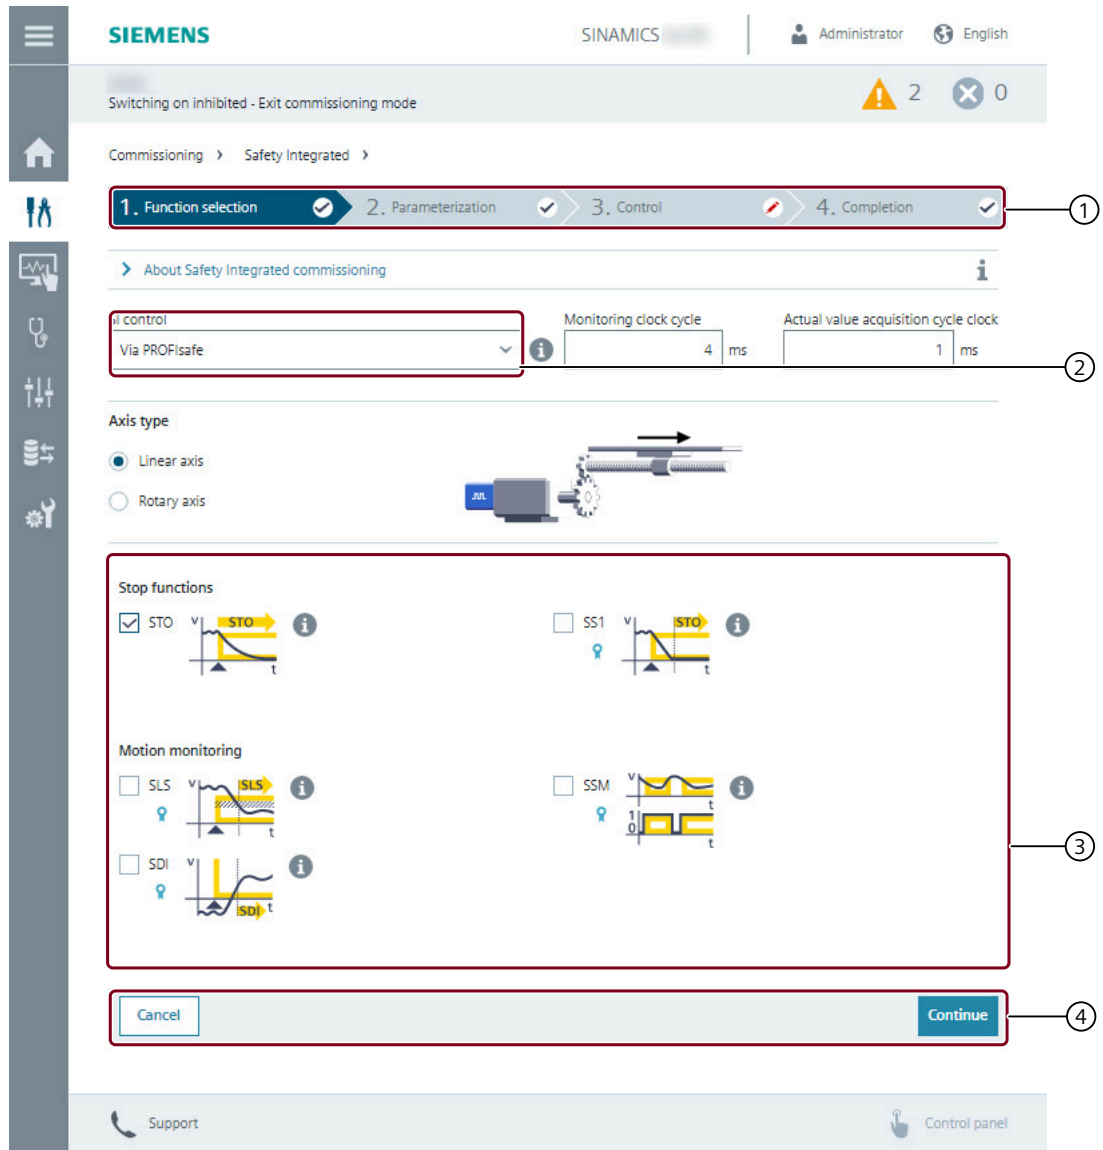 SIEMENS
SINAMICS
Administrator
English
Switching on inhibited - Exit commissioning mode
2
0
Commissioning > Safety Integrated >
1. Function selection
2. Parameterization
3. Control
4. Completion
1
> About Safety Integrated commissioning
control
Monitoring clock cycle
Actual value acquisition cycle clock
Via PROFIsafe
4 ms
1 ms
2
Axis type
Linear axis
Rotary axis
Stop functions
STO
V STO t
SS1
V STO t
Motion monitoring
SLS
V SLS t
SSM
V t
1
0
t
SDI
V SDI t
3
Cancel
Continue
4
Support
Control panel